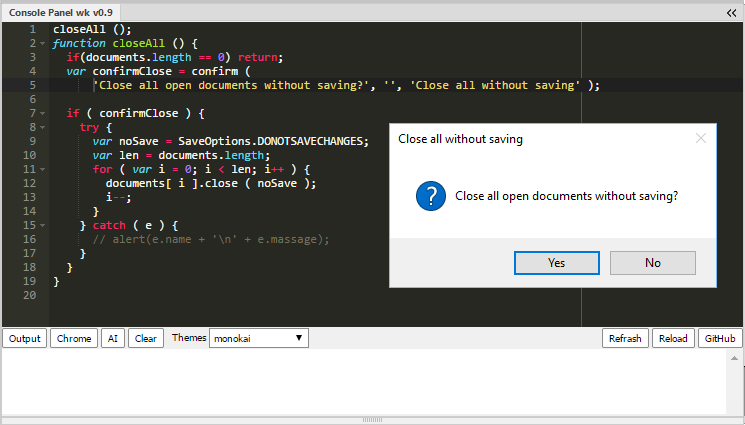 Console Panel wk v0.9
1 closeAll ();
2 function closeAll () {
3 if(documents.length == 0) return;
4 var confirmClose = confirm (
5 'Close all open documents without saving?', '', 'Close all without saving' );
6
7 if ( confirmClose ) {
8 try {
9 var noSave = SaveOptions.DONOTSAVECHANGES;
10 var len = documents.length;
11 for ( var i = 0; i < len; i++ ) {
12 documents[ i ].close ( noSave );
13 i--;
14 }
15 } catch ( e ) {
16 // alert(e.name + '\n' + e.massage);
17 }
18 }
19 }
20
Close all without saving
Close all open documents without saving?
Yes No
Output Chrome AI Clear Themes monokai Refrash Reload GitHub